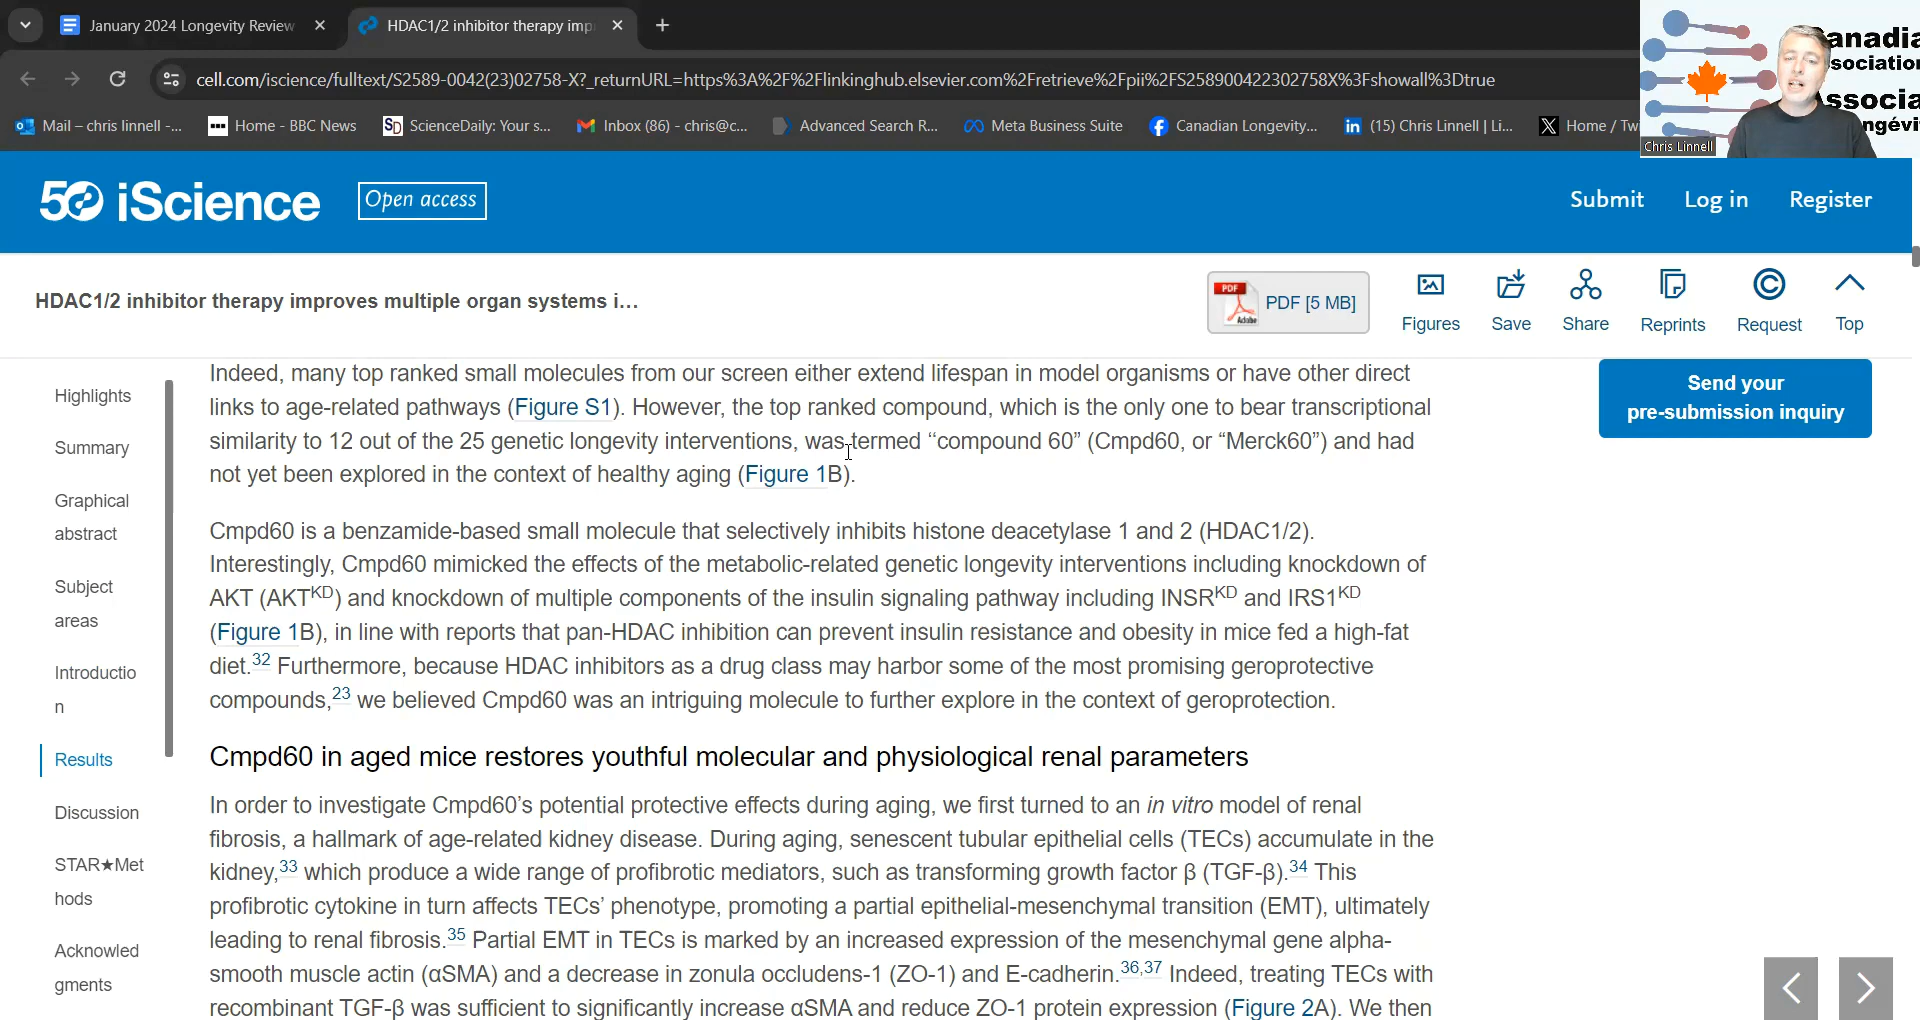 January 2024 Longevity Review
HDAC1/2 inhibitor therapy imp
cell.com/iscience/fulltext/S2589-0042(23)02758-X?_returnURL=https%3A%2F%2Flinkinghub.elsevier.com%2Fretrieve%2Fpii%2FS258900422302758X%3Fshowall%3Dtrue
Mail – chris linnell -...
Home - BBC News
ScienceDaily: Your s...
Inbox (86) - chris@c...
Advanced Search R...
Meta Business Suite
Canadian Longevity...
(15) Chris Linnell | Li...
Home / Tw
anadia
ssociation
ssocia
ngévi
Chris Linnell
50 iScience
Open access
Submit
Log in
Register
HDAC1/2 inhibitor therapy improves multiple organ systems i...
PDF
Adobe
PDF [5 MB]
Figures
Save
Share
Reprints
Request
Top
Highlights
Summary
Graphical
abstract
Subject
areas
Introductio
n
Results
Discussion
STAR★Met
hods
Acknowled
gments
Indeed, many top ranked small molecules from our screen either extend lifespan in model organisms or have other direct
links to age-related pathways (Figure S1). However, the top ranked compound, which is the only one to bear transcriptional
similarity to 12 out of the 25 genetic longevity interventions, was termed ‘‘compound 60” (Cmpd60, or “Merck60”) and had
not yet been explored in the context of healthy aging (Figure 1B).
Cmpd60 is a benzamide-based small molecule that selectively inhibits histone deacetylase 1 and 2 (HDAC1/2).
Interestingly, Cmpd60 mimicked the effects of the metabolic-related genetic longevity interventions including knockdown of
AKT (AKTKD) and knockdown of multiple components of the insulin signaling pathway including INSRKD and IRS1KD
(Figure 1B), in line with reports that pan-HDAC inhibition can prevent insulin resistance and obesity in mice fed a high-fat
diet.32 Furthermore, because HDAC inhibitors as a drug class may harbor some of the most promising geroprotective
compounds,23 we believed Cmpd60 was an intriguing molecule to further explore in the context of geroprotection.
Cmpd60 in aged mice restores youthful molecular and physiological renal parameters
In order to investigate Cmpd60’s potential protective effects during aging, we first turned to an in vitro model of renal
fibrosis, a hallmark of age-related kidney disease. During aging, senescent tubular epithelial cells (TECs) accumulate in the
kidney,33 which produce a wide range of profibrotic mediators, such as transforming growth factor β (TGF-β).34 This
profibrotic cytokine in turn affects TECs’ phenotype, promoting a partial epithelial-mesenchymal transition (EMT), ultimately
leading to renal fibrosis.35 Partial EMT in TECs is marked by an increased expression of the mesenchymal gene alpha-
smooth muscle actin (αSMA) and a decrease in zonula occludens-1 (ZO-1) and E-cadherin.36,37 Indeed, treating TECs with
recombinant TGF-β was sufficient to significantly increase αSMA and reduce ZO-1 protein expression (Figure 2A). We then
Send your
pre-submission inquiry